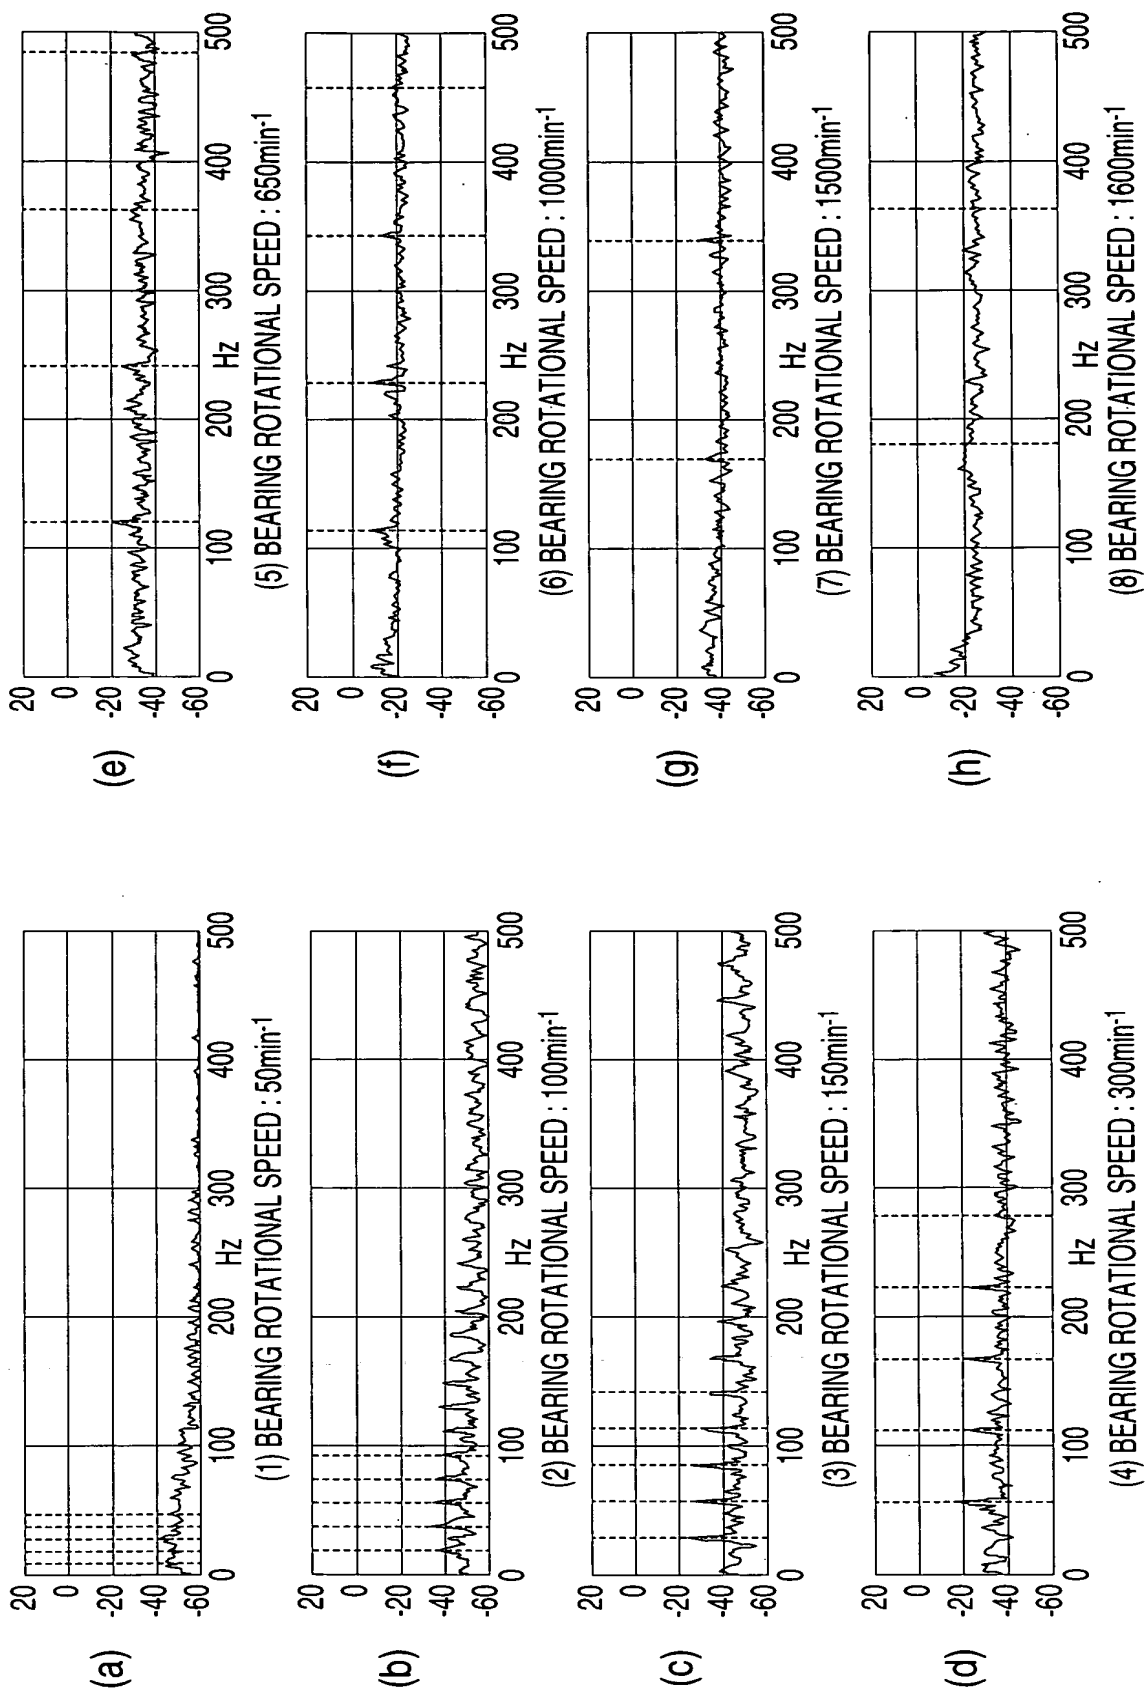 (a)
20
0
-20
-40
-60
0 100 200 300 400 500
Hz
(1) BEARING ROTATIONAL SPEED : 50min-1
(b)
20
0
-20
-40
-60
0 100 200 300 400 500
Hz
(2) BEARING ROTATIONAL SPEED : 100min-1
(c)
20
0
-20
-40
-60
0 100 200 300 400 500
Hz
(3) BEARING ROTATIONAL SPEED : 150min-1
(d)
20
0
-20
-40
-60
0 100 200 300 400 500
Hz
(4) BEARING ROTATIONAL SPEED : 300min-1
(e)
20
0
-20
-40
-60
0 100 200 300 400 500
Hz
(5) BEARING ROTATIONAL SPEED : 650min-1
(f)
20
0
-20
-40
-60
0 100 200 300 400 500
Hz
(6) BEARING ROTATIONAL SPEED : 1000min-1
(g)
20
0
-20
-40
-60
0 100 200 300 400 500
Hz
(7) BEARING ROTATIONAL SPEED : 1500min-1
(h)
20
0
-20
-40
-60
0 100 200 300 400 500
Hz
(8) BEARING ROTATIONAL SPEED : 1600min-1